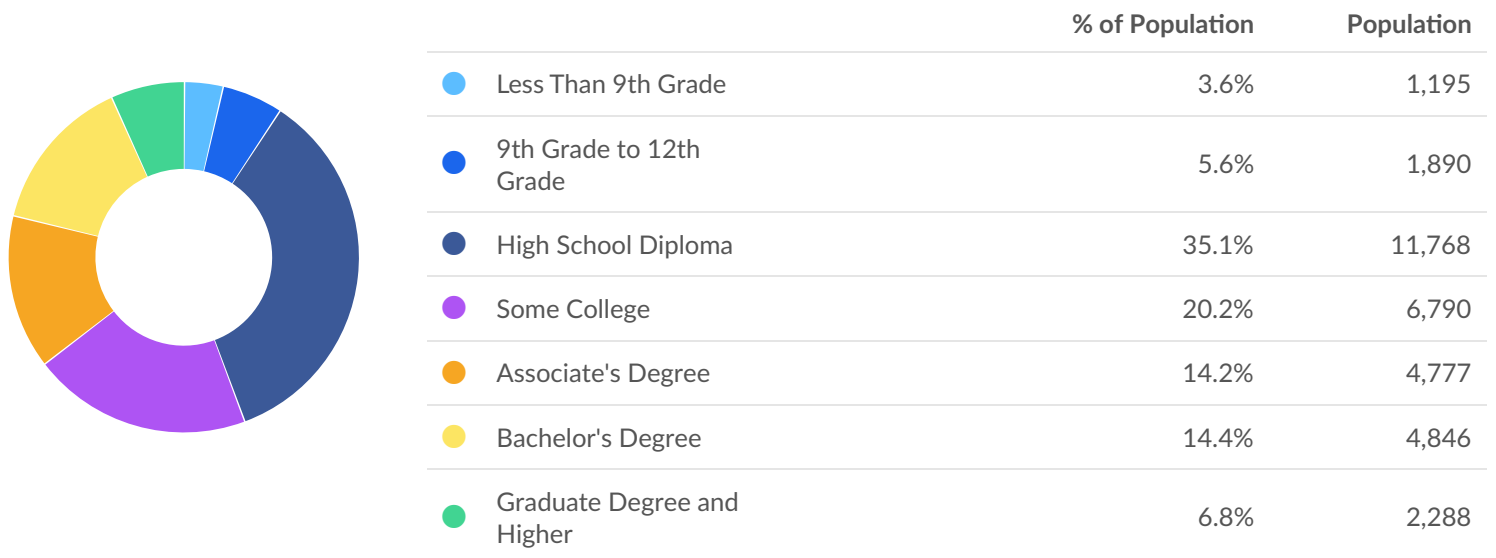 % of Population Population
Less Than 9th Grade 3.6% 1,195
9th Grade to 12th
Grade 5.6% 1,890
High School Diploma 35.1% 11,768
Some College 20.2% 6,790
Associate's Degree 14.2% 4,777
Bachelor's Degree 14.4% 4,846
Graduate Degree and
Higher 6.8% 2,288